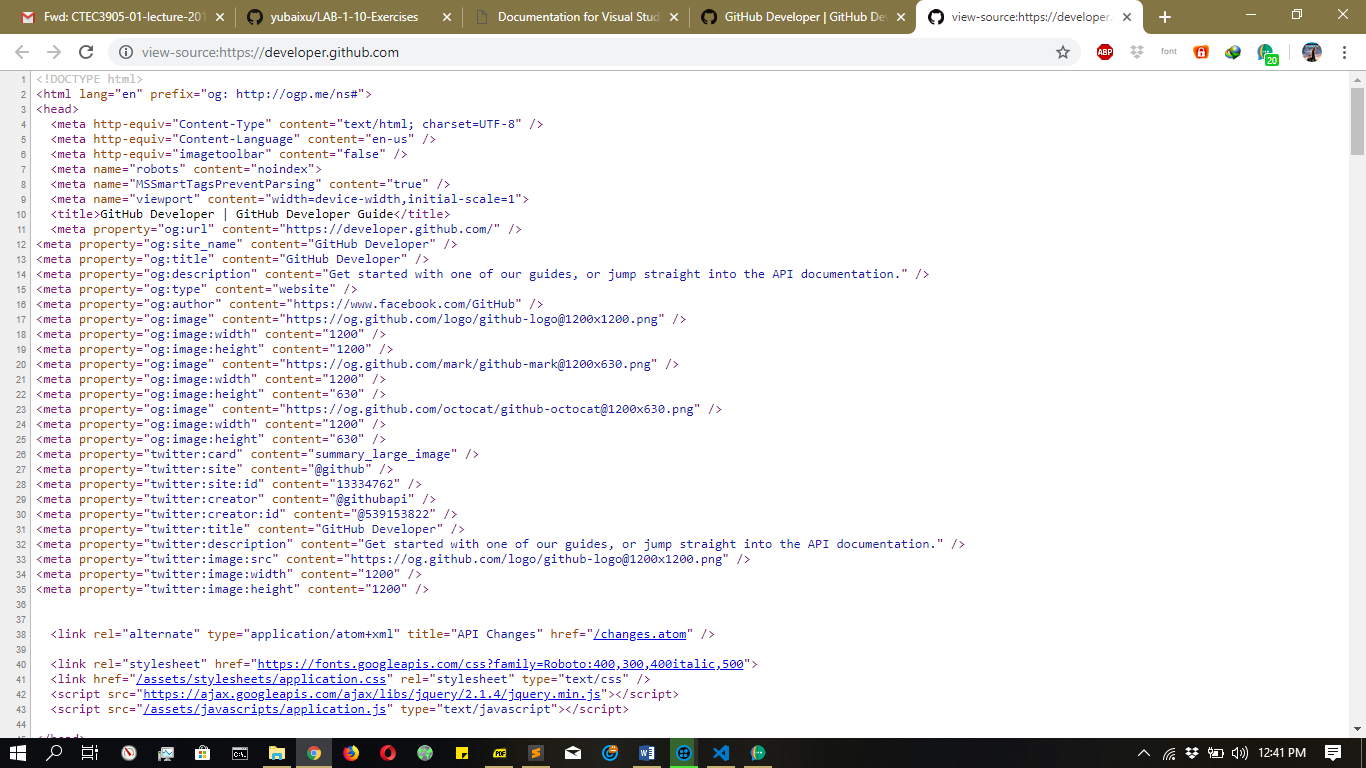 Fwd: CTEC3905-01-lecture-201
yubaixu/LAB-1-10-Exercises
Documentation for Visual Stud
GitHub Developer | GitHub De
view-source:https://developer.
view-source:https://developer.github.com
ABP
font
20
1 <!DOCTYPE html>
2 <html lang="en" prefix="og: http://ogp.me/ns#">
3 <head>
4 <meta http-equiv="Content-Type" content="text/html; charset=UTF-8" />
5 <meta http-equiv="Content-Language" content="en-us" />
6 <meta http-equiv="imagetoolbar" content="false" />
7 <meta name="robots" content="noindex">
8 <meta name="MSSmartTagsPreventParsing" content="true" />
9 <meta name="viewport" content="width=device-width,initial-scale=1">
10 <title>GitHub Developer | GitHub Developer Guide</title>
11 <meta property="og:url" content="https://developer.github.com/" />
12 <meta property="og:site_name" content="GitHub Developer" />
13 <meta property="og:title" content="GitHub Developer" />
14 <meta property="og:description" content="Get started with one of our guides, or jump straight into the API documentation." />
15 <meta property="og:type" content="website" />
16 <meta property="og:author" content="https://www.facebook.com/GitHub" />
17 <meta property="og:image" content="https://og.github.com/logo/github-logo@1200x1200.png" />
18 <meta property="og:image:width" content="1200" />
19 <meta property="og:image:height" content="1200" />
20 <meta property="og:image" content="https://og.github.com/mark/github-mark@1200x630.png" />
21 <meta property="og:image:width" content="1200" />
22 <meta property="og:image:height" content="630" />
23 <meta property="og:image" content="https://og.github.com/octocat/github-octocat@1200x630.png" />
24 <meta property="og:image:width" content="1200" />
25 <meta property="og:image:height" content="630" />
26 <meta property="twitter:card" content="summary_large_image" />
27 <meta property="twitter:site" content="@github" />
28 <meta property="twitter:site:id" content="13334762" />
29 <meta property="twitter:creator" content="@githubapi" />
30 <meta property="twitter:creator:id" content="@539153822" />
31 <meta property="twitter:title" content="GitHub Developer" />
32 <meta property="twitter:description" content="Get started with one of our guides, or jump straight into the API documentation." />
33 <meta property="twitter:image:src" content="https://og.github.com/logo/github-logo@1200x1200.png" />
34 <meta property="twitter:image:width" content="1200" />
35 <meta property="twitter:image:height" content="1200" />
36
37
38 <link rel="alternate" type="application/atom+xml" title="API Changes" href="/changes.atom" />
39
40 <link rel="stylesheet" href="https://fonts.googleapis.com/css?family=Roboto:400,300,400italic,500">
41 <link href="/assets/stylesheets/application.css" rel="stylesheet" type="text/css" />
42 <script src="https://ajax.googleapis.com/ajax/libs/jquery/2.1.4/jquery.min.js"></script>
43 <script src="/assets/javascripts/application.js" type="text/javascript"></script>
44
45 </head>
12:41 PM